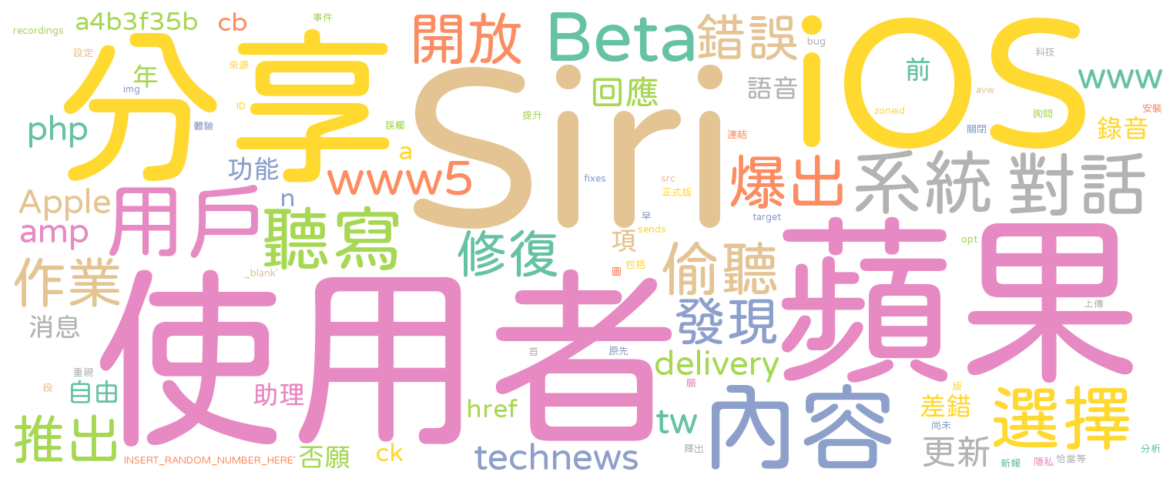 recordings
a4b3f35b
cb
事件
設定
來源
年
img
ID
分享
體驗
誤觸
php
功能
a
n
www5
開放
Beta
錯誤
bug
iOS
科技
www
回應
語音
前
提升
zoneid
avw
詢問
安裝
連結
關閉
錄音
Siri
fixes
src
正式版
爆出
系統
對話
Apple
amp
用戶
聽寫
修復
早
sends
target
項
偷聽
包括
圖
opt
蘋果
作業
_blank'
使用者
發現
上傳
消息
首
原先
重視
段
自由
助理
臉
delivery
href
內容
版
差錯
尚未
選擇
推出
tw
INSERT_RANDOM_NUMBER_HERE'
否願
ck
technews
釋出
更新
新報
隱私
恰當等
分析